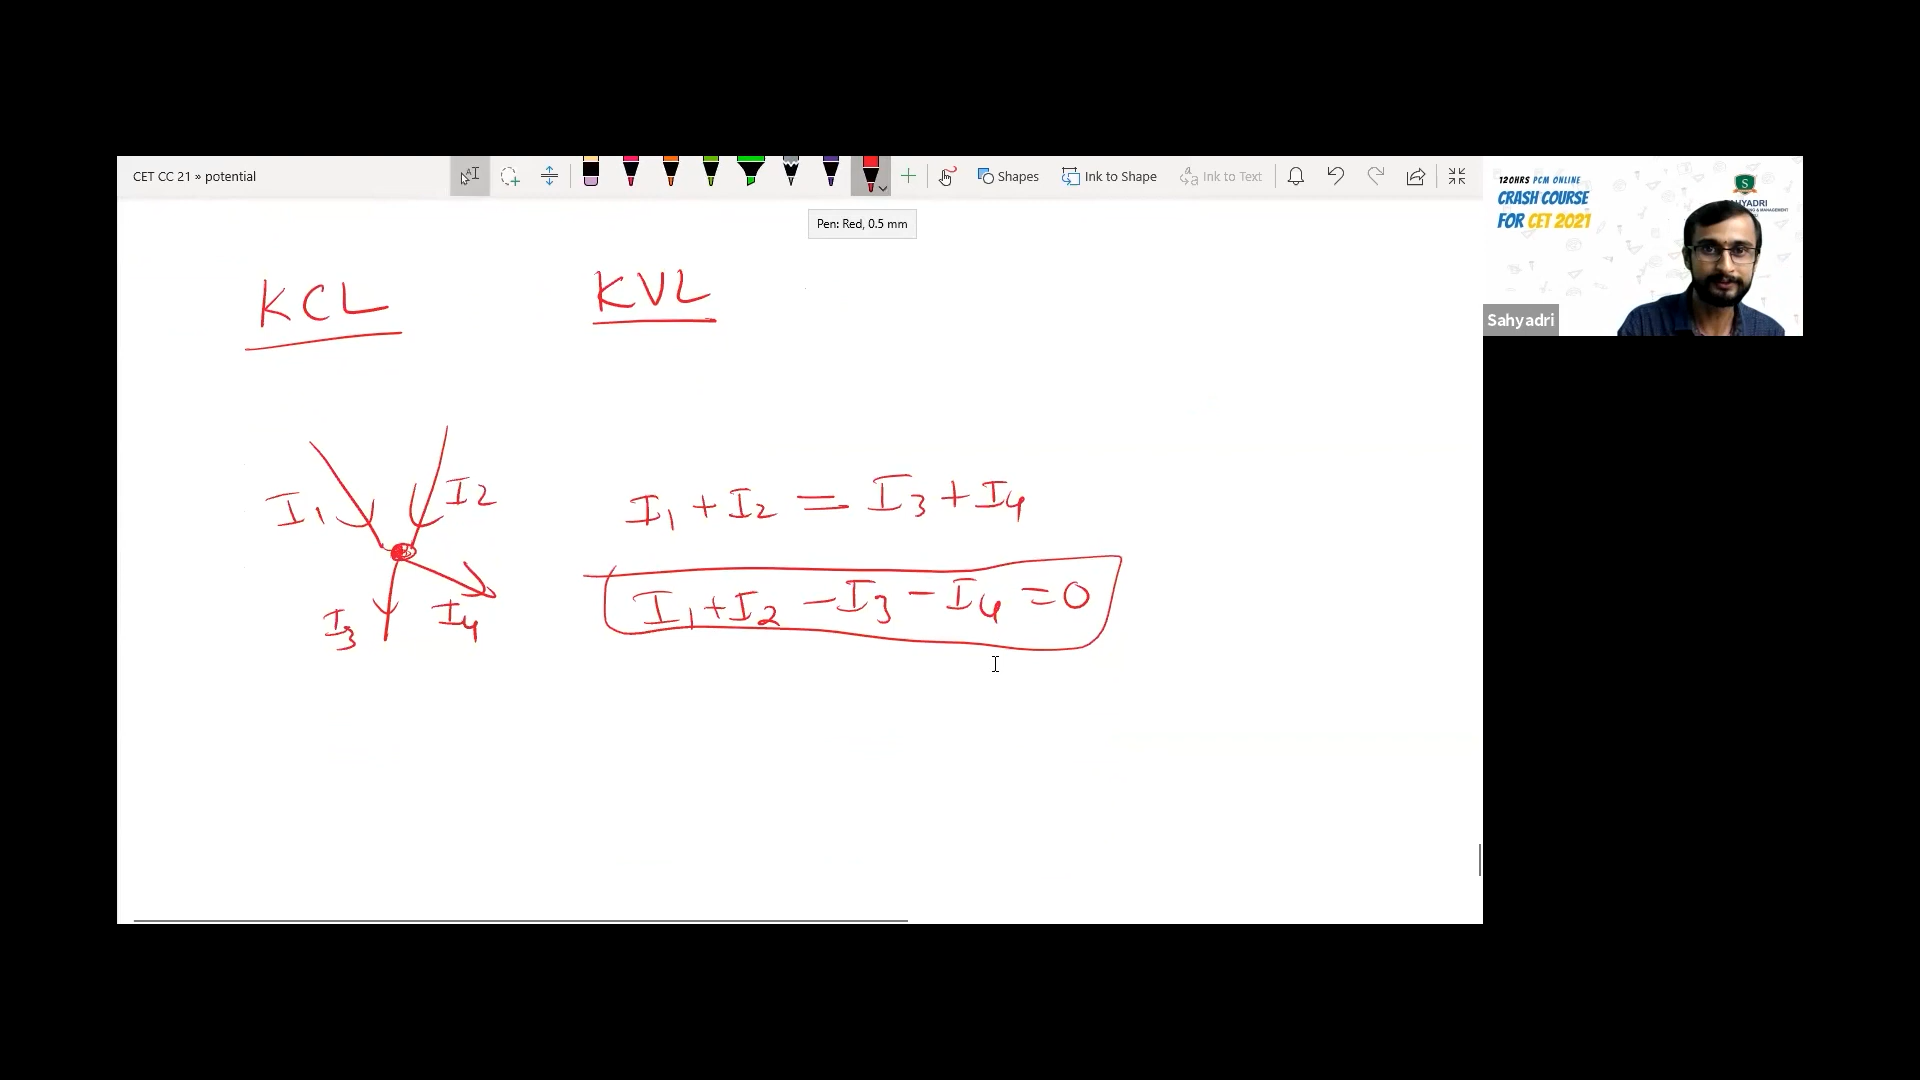 CET CC 21 » potential
Shapes
Ink to Shape
Ink to Text
Pen: Red, 0.5 mm
120HRS PCM ONLINE
CRASH COURSE
FOR CET 2021
S
Sahyadri
KCL
KVL
I1
I2
I3
I4
I1 + I2 = I3 + I4
I1 + I2 - I3 - I4 = 0